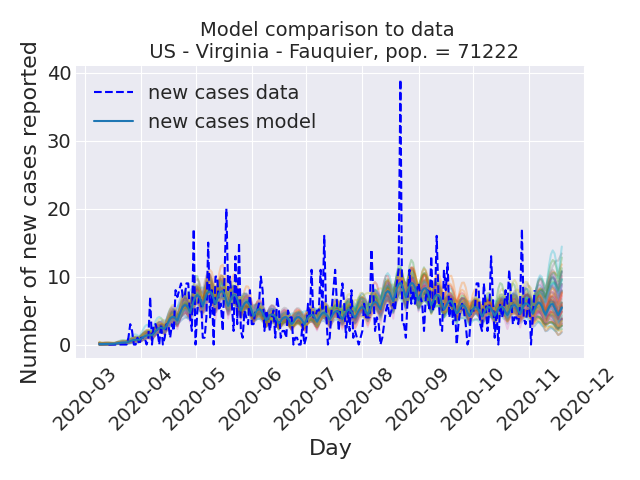 Model comparison to data
US - Virginia - Fauquier, pop. = 71222
Number of new cases reported
40
30
20
10
0
new cases data
new cases model
2020-03
2020-04
2020-05
2020-06
2020-07
2020-08
2020-09
2020-10
2020-11
2020-12
Day